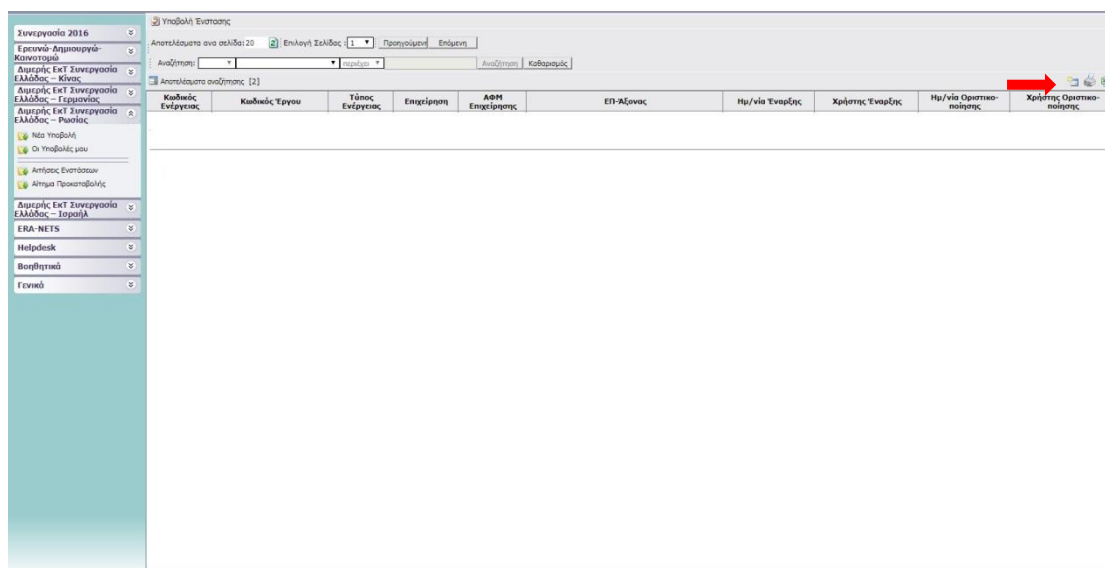 Υποβολή Ένστασης
Αποτελέσματα ανα σελίδα: 20 Επιλογή Σελίδας : 1 Προηγούμενη Επόμενη
Αναζήτηση: περιέχει Αναζήτηση Καθαρισμός
Αποτελέσματα αναζήτησης [2]
Κωδικός Ενέργειας
Κωδικός Έργου
Τύπος Ενέργειας
Επιχείρηση
ΑΦΜ Επιχείρησης
ΕΠ-Άξονας
Ημ/νία Έναρξης
Χρήστης Έναρξης
Ημ/νία Οριστικο-
ποίησης
Χρήστης Οριστικο-
ποίησης
Συνεργασία 2016
Ερευνώ-Δημιουργώ-
Καινοτομώ
Διμερής ΕκΤ Συνεργασία
Ελλάδας – Κίνας
Διμερής ΕκΤ Συνεργασία
Ελλάδας – Γερμανίας
Διμερής ΕκΤ Συνεργασία
Ελλάδας – Ρωσίας
Νέα Υποβολή
Οι Υποβολές μου
Αιτήσεις Ενστάσεων
Αίτημα Προκαταβολής
Διμερής ΕκΤ Συνεργασία
Ελλάδας – Ισραήλ
ERA-NETS
Helpdesk
Βοηθητικά
Γενικά